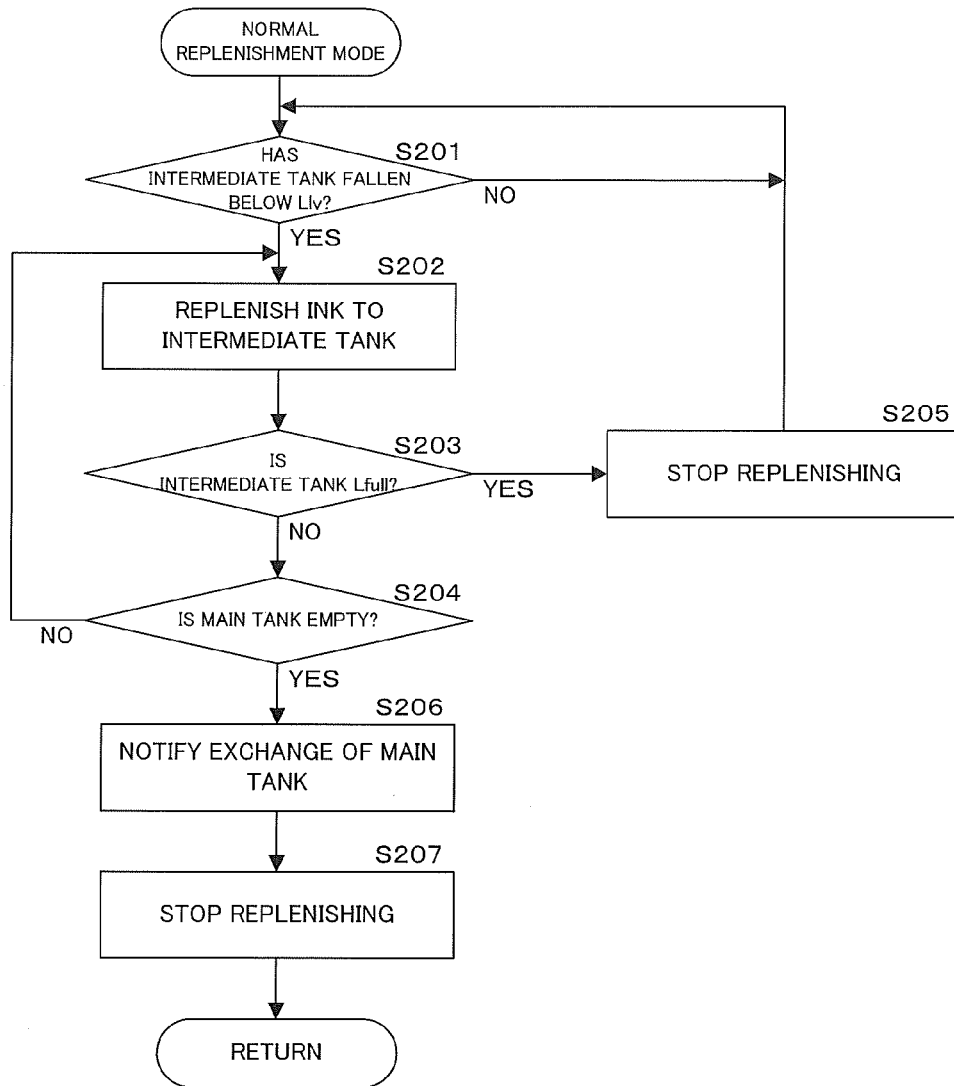 NORMAL
REPLENISHMENT MODE
S201
HAS
INTERMEDIATE TANK FALLEN
BELOW Llv?
NO
YES
S202
REPLENISH INK TO
INTERMEDIATE TANK
S203
IS
INTERMEDIATE TANK Lfull?
YES
S205
STOP REPLENISHING
NO
S204
IS MAIN TANK EMPTY?
NO
YES
S206
NOTIFY EXCHANGE OF MAIN
TANK
S207
STOP REPLENISHING
RETURN